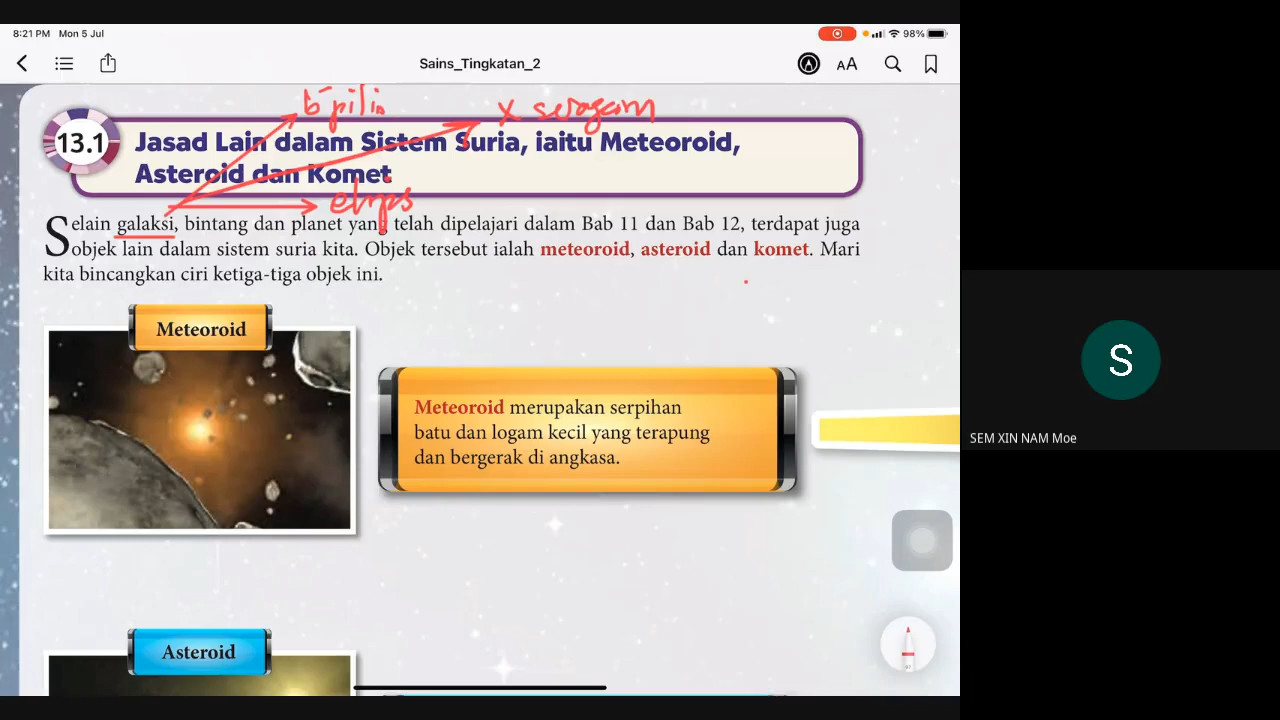 8:21 PM Mon 5 Jul
98%
Sains_Tingkatan_2
AA
b pilin
x seragam
13.1
Jasad Lain dalam Sistem Suria, iaitu Meteoroid,
Asteroid dan Komet
elips
Selain galaksi, bintang dan planet yang telah dipelajari dalam Bab 11 dan Bab 12, terdapat juga
objek lain dalam sistem suria kita. Objek tersebut ialah meteoroid, asteroid dan komet. Mari
kita bincangkan ciri ketiga-tiga objek ini.
Meteoroid
Meteoroid merupakan serpihan
batu dan logam kecil yang terapung
dan bergerak di angkasa.
S
SEM XIN NAM Moe
Asteroid